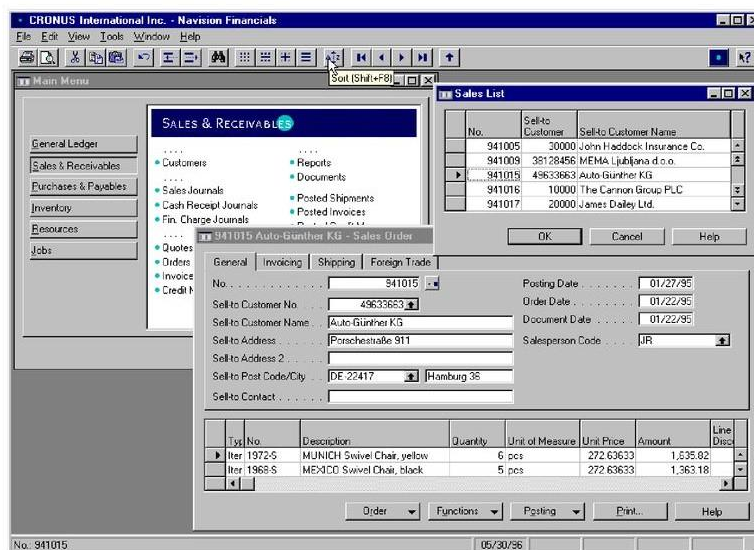 CRONUS International Inc. - Navision Financials
File Edit View Tools Window Help
Sort (Shift+F8)
Main Menu
General Ledger
Sales & Receivables
Purchases & Payables
Inventory
Resources
Jobs
SALES & RECEIVABLES
. . . .
Customers
. . . .
Sales Journals
Cash Receipt Journals
Fin. Charge Journals
. . . .
Quotes
Orders
Invoice
Credit
. . . .
Reports
Documents
. . . .
Posted Shipments
Posted Invoices
Sales List
No. Sell-to Customer Sell-to Customer Name
941005 30000 John Haddock Insurance Co.
941009 38128456 MEMA Ljubljana d.o.o.
941015 49633663 Auto-Günther KG
941016 10000 The Cannon Group PLC
941017 20000 James Dailey Ltd.
OK Cancel Help
941015 Auto-Günther KG - Sales Order
General Invoicing Shipping Foreign Trade
No. . . . . . . . . . . . . 941015
Sell-to Customer No. . . 49633663
Sell-to Customer Name . . Auto-Günther KG
Sell-to Address . . . . . . Porschestraße 911
Sell-to Address 2 . . . . .
Sell-to Post Code/City . . DE-22417 Hamburg 36
Sell-to Contact . . . . . .
Posting Date . . . . . . . 01/27/95
Order Date . . . . . . . . 01/22/95
Document Date . . . . . 01/22/95
Salesperson Code . . . . JR
Typ No. Description Quantity Unit of Measure Unit Price Amount Line Disc
Iter 1972-S MUNICH Swivel Chair, yellow 6 pcs 272.63633 1,635.82
Iter 1968-S MEXICO Swivel Chair, black 5 pcs 272.63633 1,363.18
Order Functions Posting Print... Help
No.: 941015 05/30/96